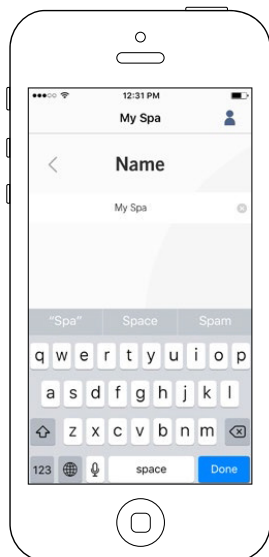 12:31 PM
My Spa
Name
My Spa
"Spa" Space Spam
q w e r t y u i o p
a s d f g h j k l
z x c v b n m
123 space Done